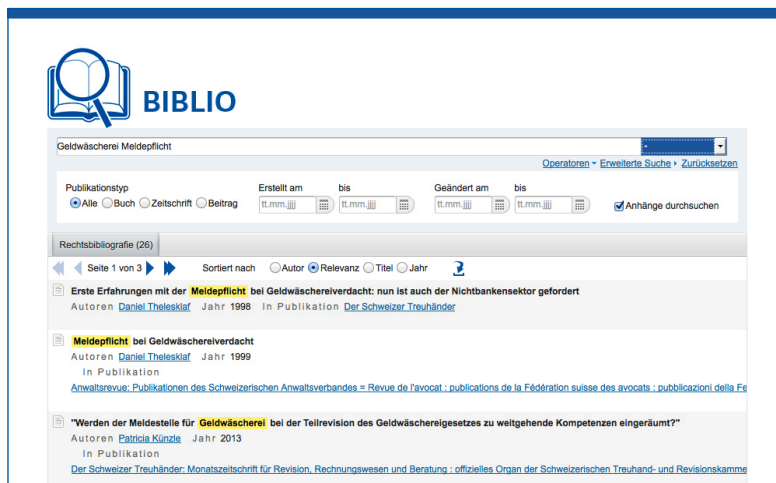 BIBLIO
Geldwäscherei Meldepflicht
-
Operatoren Erweiterte Suche Zurücksetzen
Publikationstyp Erstellt am bis Geändert am bis
Alle Buch Zeitschrift Beitrag tt.mm.jjjj tt.mm.jjjj tt.mm.jjjj tt.mm.jjjj Anhänge durchsuchen
Rechtsbibliografie (26)
Seite 1 von 3 Sortiert nach Autor Relevanz Titel Jahr
Erste Erfahrungen mit der Meldepflicht bei Geldwäschereiverdacht: nun ist auch der Nichtbankensektor gefordert
Autoren Daniel Thelesklaf Jahr 1998 In Publikation Der Schweizer Treuhänder
Meldepflicht bei Geldwäschereiverdacht
Autoren Daniel Thelesklaf Jahr 1999
In Publikation
Anwaltsrevue: Publikationen des Schweizerischen Anwaltsverbandes = Revue de l'avocat : publications de la Fédération suisse des avocats : pubblicazioni della Fe
"Werden der Meldestelle für Geldwäscherei bei der Teilrevision des Geldwäschereigesetzes zu weitgehende Kompetenzen eingeräumt?"
Autoren Patricia Künzle Jahr 2013
In Publikation
Der Schweizer Treuhänder: Monatszeitschrift für Revision, Rechnungswesen und Beratung : offizielles Organ der Schweizerischen Treuhand- und Revisionskamme